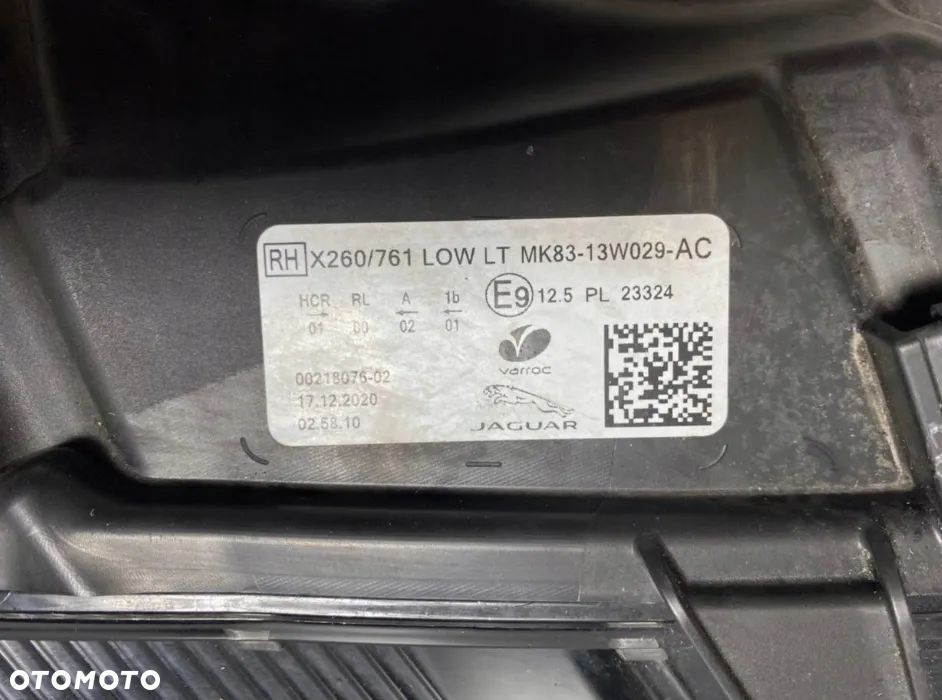 RH X260/761 LOW LT MK83-13W029-AC
HCR RL A 1b
01 00 02 01
E9 12.5 PL 23324
varroc
00218076-02
17.12.2020
02.58.10
JAGUAR
OTOMOTO